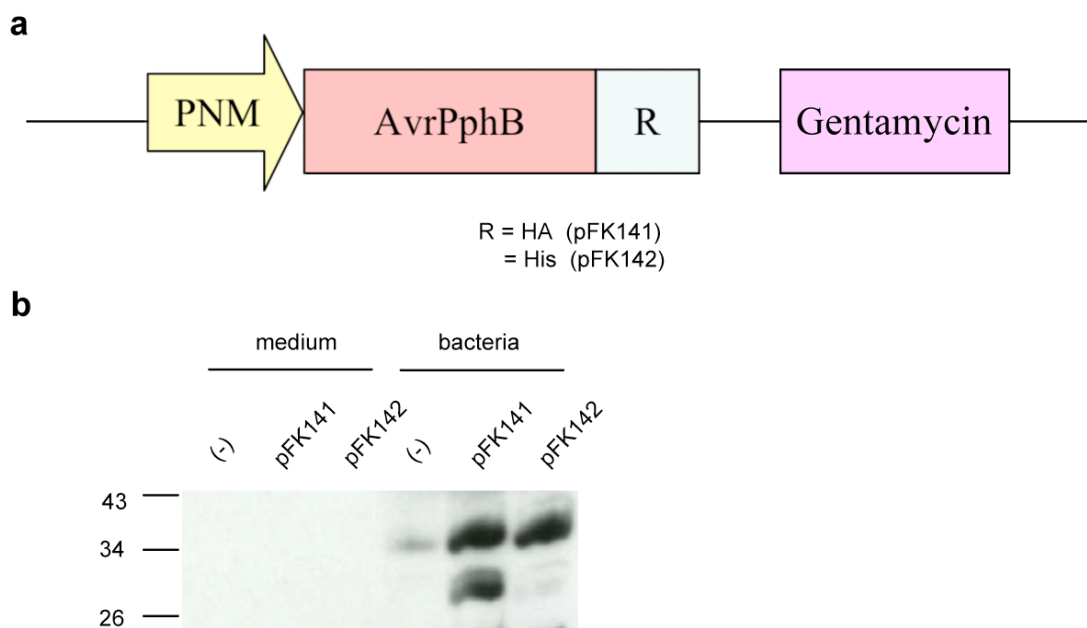 a
PNM AvrPphB R Gentamycin
R = HA (pFK141)
= His (pFK142)
b
medium bacteria
(-) pFK141 pFK142 (-) pFK141 pFK142
43
34
26